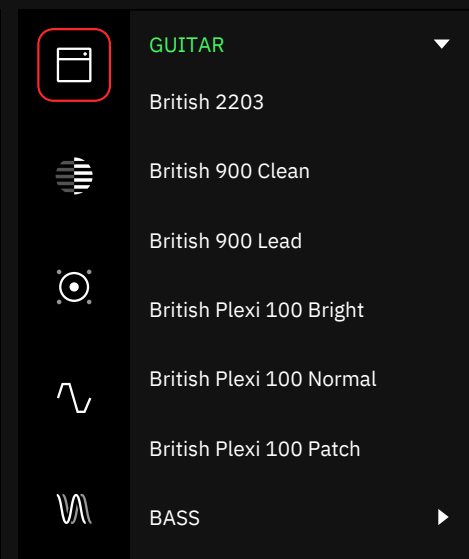 GUITAR
British 2203
British 900 Clean
British 900 Lead
British Plexi 100 Bright
British Plexi 100 Normal
British Plexi 100 Patch
BASS